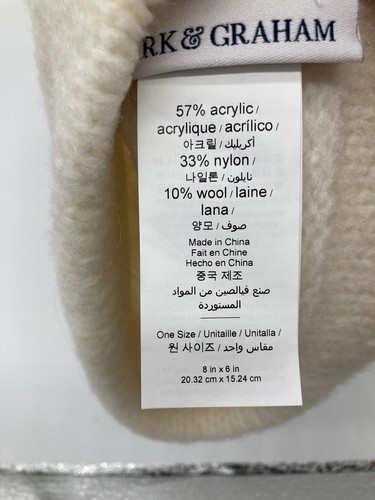 RK & GRAHAM
57% acrylic /
acrylique / acrílico /
아크릴 / أكريليك /
33% nylon /
나일론 / نايلون /
10% wool / laine /
lana /
양모 / صوف /
Made in China
Fait en Chine
Hecho en China
중국 제조
صنع فيالصين من المواد
المستوردة
One Size / Unitaille / Unitalla /
원 사이즈 / مقاس واحد /
8 in x 6 in
20.32 cm x 15.24 cm